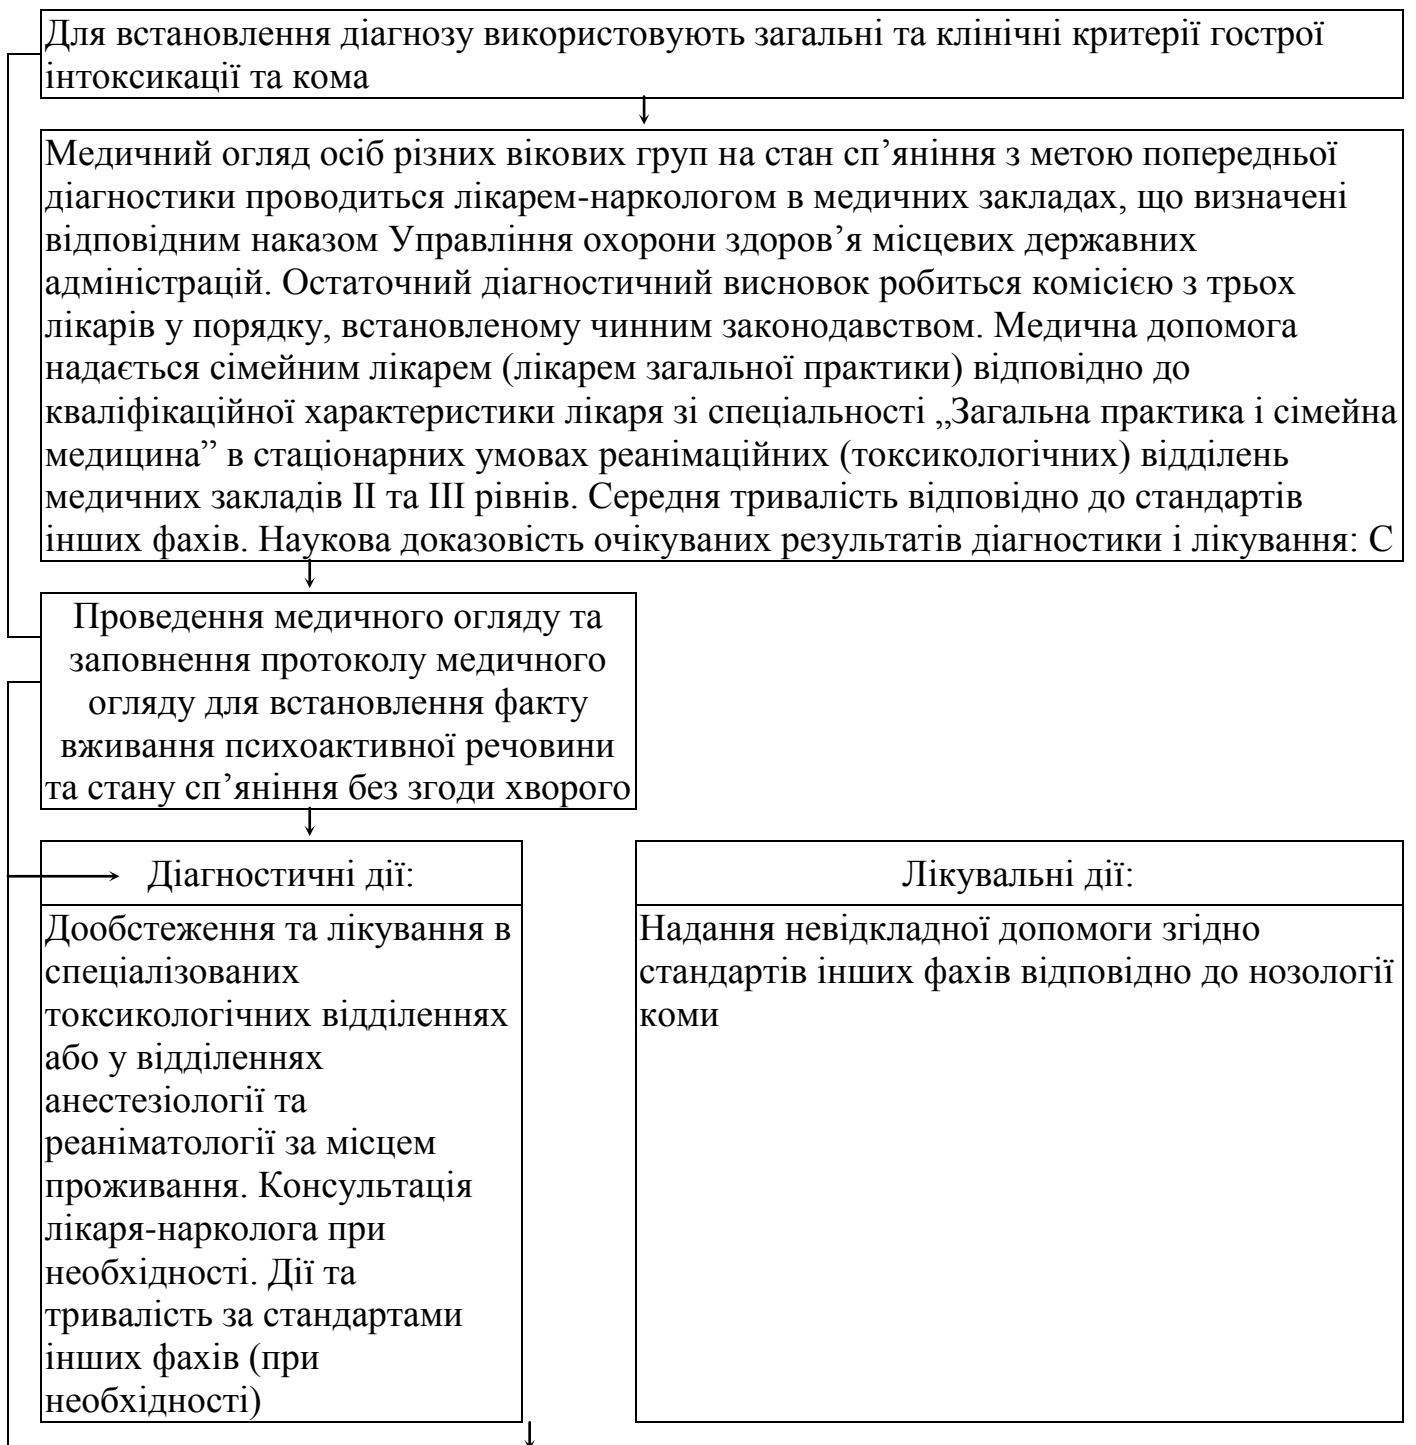 Для встановлення діагнозу використовують загальні та клінічні критерії гострої
інтоксикації та кома
Медичний огляд осіб різних вікових груп на стан сп’яніння з метою попередньої
діагностики проводиться лікарем-наркологом в медичних закладах, що визначені
відповідним наказом Управління охорони здоров’я місцевих державних
адміністрацій. Остаточний діагностичний висновок робиться комісією з трьох
лікарів у порядку, встановленому чинним законодавством. Медична допомога
надається сімейним лікарем (лікарем загальної практики) відповідно до
кваліфікаційної характеристики лікаря зі спеціальності „Загальна практика і сімейна
медицина” в стаціонарних умовах реанімаційних (токсикологічних) відділень
медичних закладів ІІ та ІІІ рівнів. Середня тривалість відповідно до стандартів
інших фахів. Наукова доказовість очікуваних результатів діагностики і лікування: С
Проведення медичного огляду та
заповнення протоколу медичного
огляду для встановлення факту
вживання психоактивної речовини
та стану сп’яніння без згоди хворого
Діагностичні дії:
Дообстеження та лікування в
спеціалізованих
токсикологічних відділеннях
або у відділеннях
анестезіології та
реаніматології за місцем
проживання. Консультація
лікаря-нарколога при
необхідності. Дії та
тривалість за стандартами
інших фахів (при
необхідності)
Лікувальні дії:
Надання невідкладної допомоги згідно
стандартів інших фахів відповідно до нозології
коми